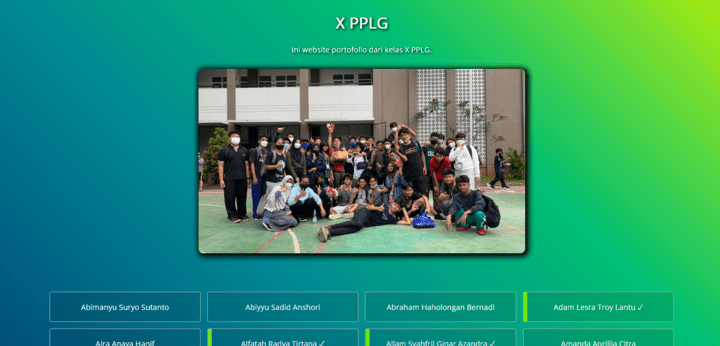 X PPLG
Ini website portofolio dari kelas X PPLG.
Abimanyu Suryo Sutanto
Abiyyu Sadid Anshori
Abraham Haholongan Bernadi
Adam Lesra Troy Lantu ✓
Aira Anaya Hanif
Alfatah Radya Tirtana ✓
Allam Syahfril Ginar Azandra ✓
Amanda Aprillia Citra